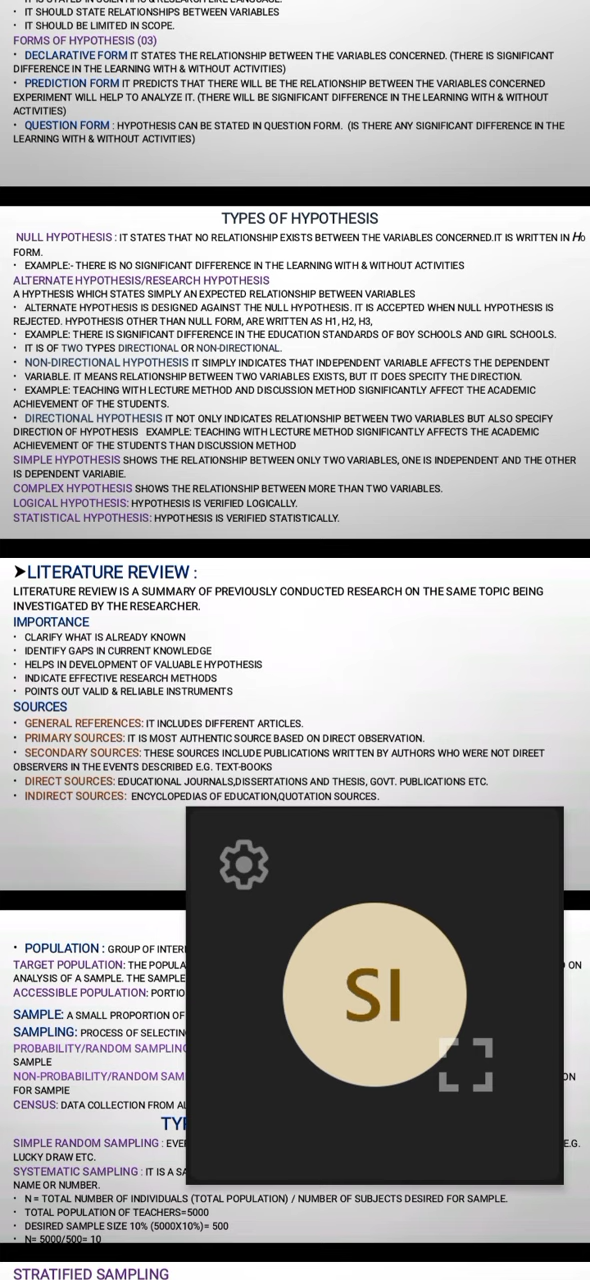 • IT SHOULD STATE RELATIONSHIPS BETWEEN VARIABLES
• IT SHOULD BE LIMITED IN SCOPE.
FORMS OF HYPOTHESIS (03)
• DECLARATIVE FORM IT STATES THE RELATIONSHIP BETWEEN THE VARIABLES CONCERNED. (THERE IS SIGNIFICANT
DIFFERENCE IN THE LEARNING WITH & WITHOUT ACTIVITIES)
• PREDICTION FORM IT PREDICTS THAT THERE WILL BE THE RELATIONSHIP BETWEEN THE VARIABLES CONCERNED
EXPERIMENT WILL HELP TO ANALYZE IT. (THERE WILL BE SIGNIFICANT DIFFERENCE IN THE LEARNING WITH & WITHOUT
ACTIVITIES)
• QUESTION FORM : HYPOTHESIS CAN BE STATED IN QUESTION FORM. (IS THERE ANY SIGNIFICANT DIFFERENCE IN THE
LEARNING WITH & WITHOUT ACTIVITIES)
TYPES OF HYPOTHESIS
NULL HYPOTHESIS : IT STATES THAT NO RELATIONSHIP EXISTS BETWEEN THE VARIABLES CONCERNED.IT IS WRITTEN IN H₀
FORM.
• EXAMPLE:- THERE IS NO SIGNIFICANT DIFFERENCE IN THE LEARNING WITH & WITHOUT ACTIVITIES
ALTERNATE HYPOTHESIS/RESEARCH HYPOTHESIS
A HYPTHESIS WHICH STATES SIMPLY AN EXPECTED RELATIONSHIP BETWEEN VARIABLES
• ALTERNATE HYPOTHESIS IS DESIGNED AGAINST THE NULL HYPOTHESIS. IT IS ACCEPTED WHEN NULL HYPOTHESIS IS
REJECTED. HYPOTHESIS OTHER THAN NULL FORM, ARE WRITTEN AS H1, H2, H3,
• EXAMPLE: THERE IS SIGNIFICANT DIFFERENCE IN THE EDUCATION STANDARDS OF BOY SCHOOLS AND GIRL SCHOOLS.
• IT IS OF TWO TYPES DIRECTIONAL OR NON-DIRECTIONAL.
• NON-DIRECTIONAL HYPOTHESIS IT SIMPLY INDICATES THAT INDEPENDENT VARIABLE AFFECTS THE DEPENDENT
• VARIABLE. IT MEANS RELATIONSHIP BETWEEN TWO VARIABLES EXISTS, BUT IT DOES SPECIFY THE DIRECTION.
• EXAMPLE: TEACHING WITH LECTURE METHOD AND DISCUSSION METHOD SIGNIFICANTLY AFFECT THE ACADEMIC
ACHIEVEMENT OF THE STUDENTS.
• DIRECTIONAL HYPOTHESIS IT NOT ONLY INDICATES RELATIONSHIP BETWEEN TWO VARIABLES BUT ALSO SPECIFY
DIRECTION OF HYPOTHESIS EXAMPLE: TEACHING WITH LECTURE METHOD SIGNIFICANTLY AFFECTS THE ACADEMIC
ACHIEVEMENT OF THE STUDENTS THAN DISCUSSION METHOD
SIMPLE HYPOTHESIS SHOWS THE RELATIONSHIP BETWEEN ONLY TWO VARIABLES, ONE IS INDEPENDENT AND THE OTHER
IS DEPENDENT VARIABIE.
COMPLEX HYPOTHESIS SHOWS THE RELATIONSHIP BETWEEN MORE THAN TWO VARIABLES.
LOGICAL HYPOTHESIS: HYPOTHESIS IS VERIFIED LOGICALLY.
STATISTICAL HYPOTHESIS: HYPOTHESIS IS VERIFIED STATISTICALLY.
➤LITERATURE REVIEW :
LITERATURE REVIEW IS A SUMMARY OF PREVIOUSLY CONDUCTED RESEARCH ON THE SAME TOPIC BEING
INVESTIGATED BY THE RESEARCHER.
IMPORTANCE
• CLARIFY WHAT IS ALREADY KNOWN
• IDENTIFY GAPS IN CURRENT KNOWLEDGE
• HELPS IN DEVELOPMENT OF VALUABLE HYPOTHESIS
• INDICATE EFFECTIVE RESEARCH METHODS
• POINTS OUT VALID & RELIABLE INSTRUMENTS
SOURCES
• GENERAL REFERENCES: IT INCLUDES DIFFERENT ARTICLES.
• PRIMARY SOURCES: IT IS MOST AUTHENTIC SOURCE BASED ON DIRECT OBSERVATION.
• SECONDARY SOURCES: THESE SOURCES INCLUDE PUBLICATIONS WRITTEN BY AUTHORS WHO WERE NOT DIREET
OBSERVERS IN THE EVENTS DESCRIBED E.G. TEXT-BOOKS
• DIRECT SOURCES: EDUCATIONAL JOURNALS,DISSERTATIONS AND THESIS, GOVT. PUBLICATIONS ETC.
• INDIRECT SOURCES: ENCYCLOPEDIAS OF EDUCATION,QUOTATION SOURCES.
SI
• POPULATION : GROUP OF
TARGET POPULATION: THE ON
ANALYSIS OF A SAMPLE. THE SAMPLE
ACCESSIBLE POPULATION:
SAMPLE: A SMALL PROPORTION OF
SAMPLING: PROCESS OF
PROBABILITY/RANDOM SAMPLING
SAMPLE
NON-PROBABILITY/RANDOM ON
FOR SAMPIE
CENSUS: DATA COLLECTION FROM
SIMPLE RANDOM SAMPLING : E.G.
LUCKY DRAW ETC.
SYSTEMATIC SAMPLING : IT IS A
NAME OR NUMBER.
• N = TOTAL NUMBER OF INDIVIDUALS (TOTAL POPULATION) / NUMBER OF SUBJECTS DESIRED FOR SAMPLE.
• TOTAL POPULATION OF TEACHERS=5000
• DESIRED SAMPLE SIZE 10% (5000X10%)= 500
• N= 5000/500= 10
STRATIFIED SAMPLING